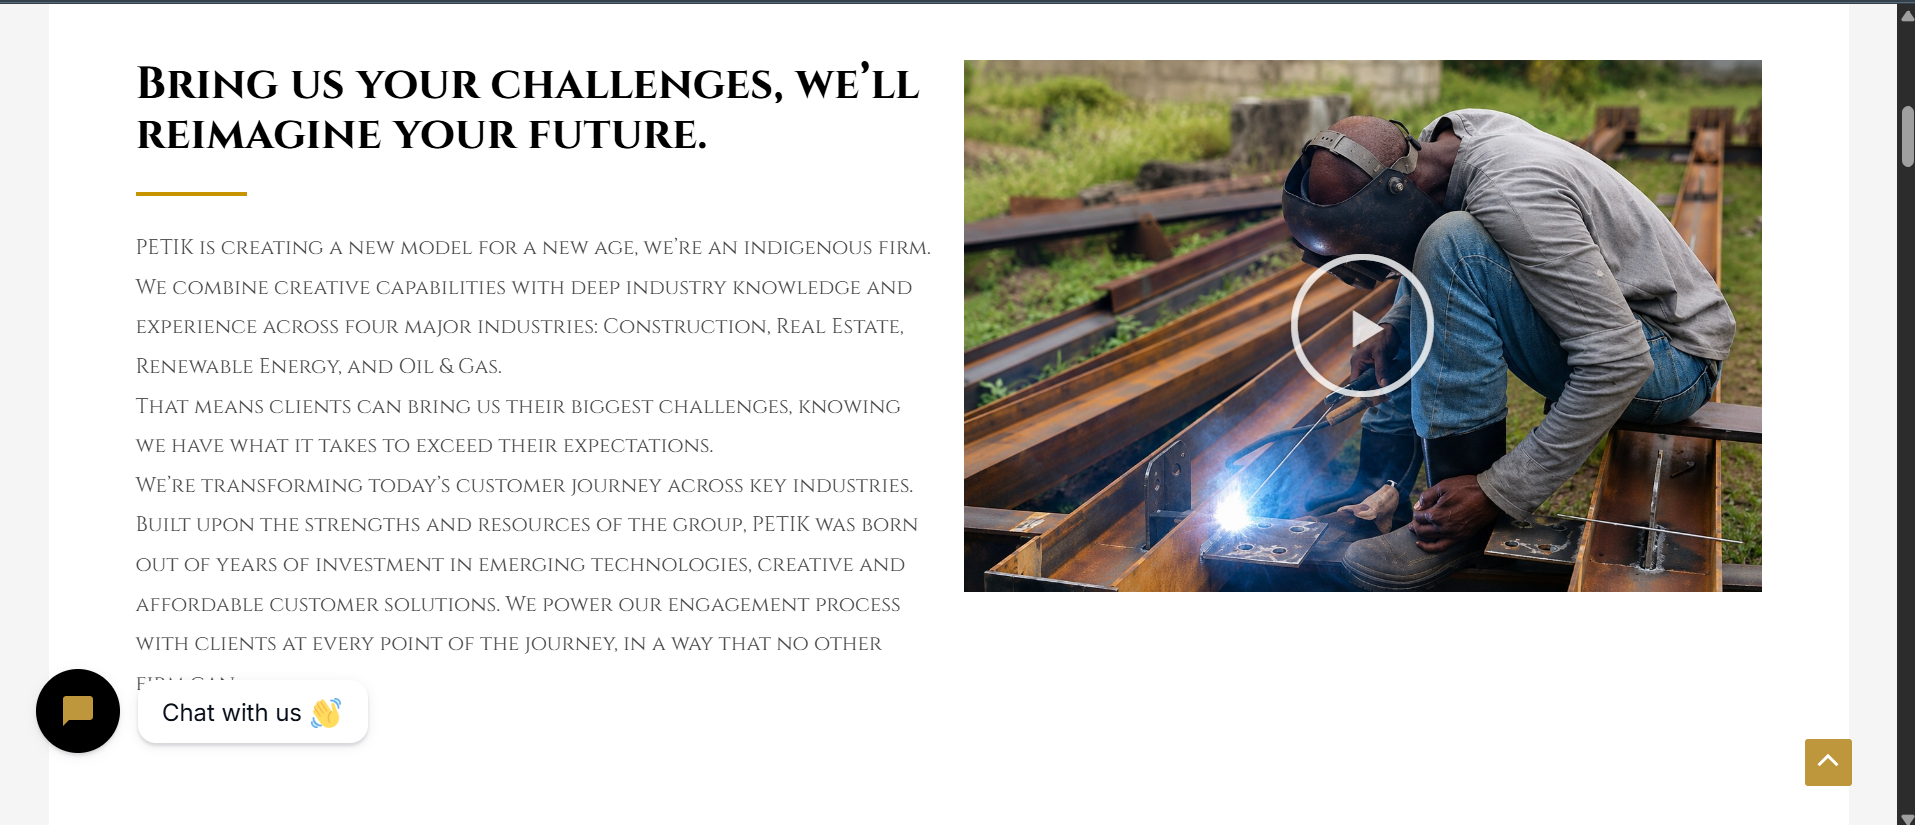 Bring us your challenges, we’ll
reimagine your future.
PETIK is creating a new model for a new age, we’re an indigenous firm.
We combine creative capabilities with deep industry knowledge and
experience across four major industries: Construction, Real Estate,
Renewable Energy, and Oil & Gas.
That means clients can bring us their biggest challenges, knowing
we have what it takes to exceed their expectations.
We’re transforming today’s customer journey across key industries.
Built upon the strengths and resources of the group, PETIK was born
out of years of investment in emerging technologies, creative and
affordable customer solutions. We power our engagement process
with clients at every point of the journey, in a way that no other
firm can
Chat with us 👋